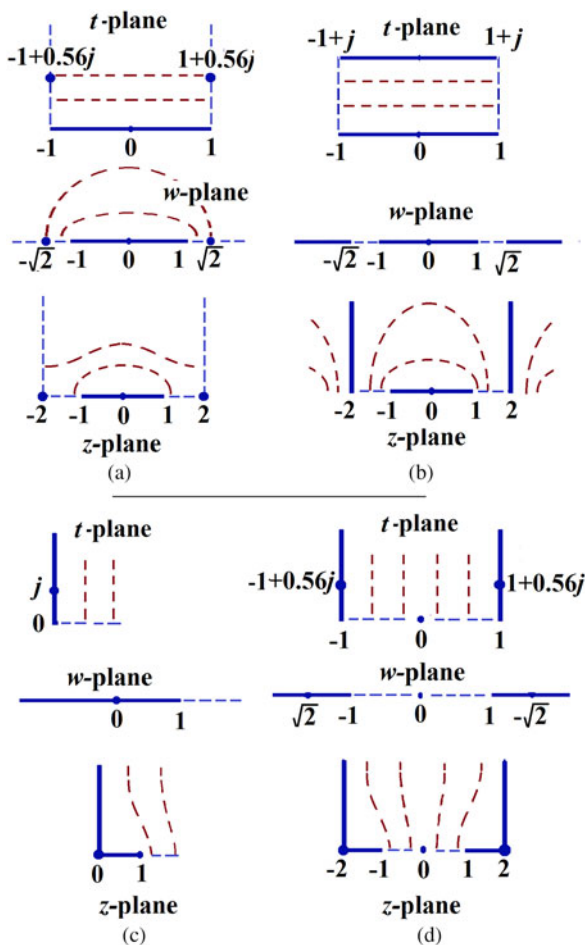 t-plane
-1+0.56j 1+0.56j
-1 0 1
w-plane
-√2 -1 0 1 √2
-2 -1 0 1 2
z-plane
(a)
t-plane
-1+j 1+j
-1 0 1
w-plane
-√2 -1 0 1 √2
-2 -1 0 1 2
z-plane
(b)
t-plane
j
0
w-plane
0 1
0 1
z-plane
(c)
t-plane
-1+0.56j 1+0.56j
-1 0 1
w-plane
√2 -1 0 1 -√2
-2 -1 0 1 2
z-plane
(d)